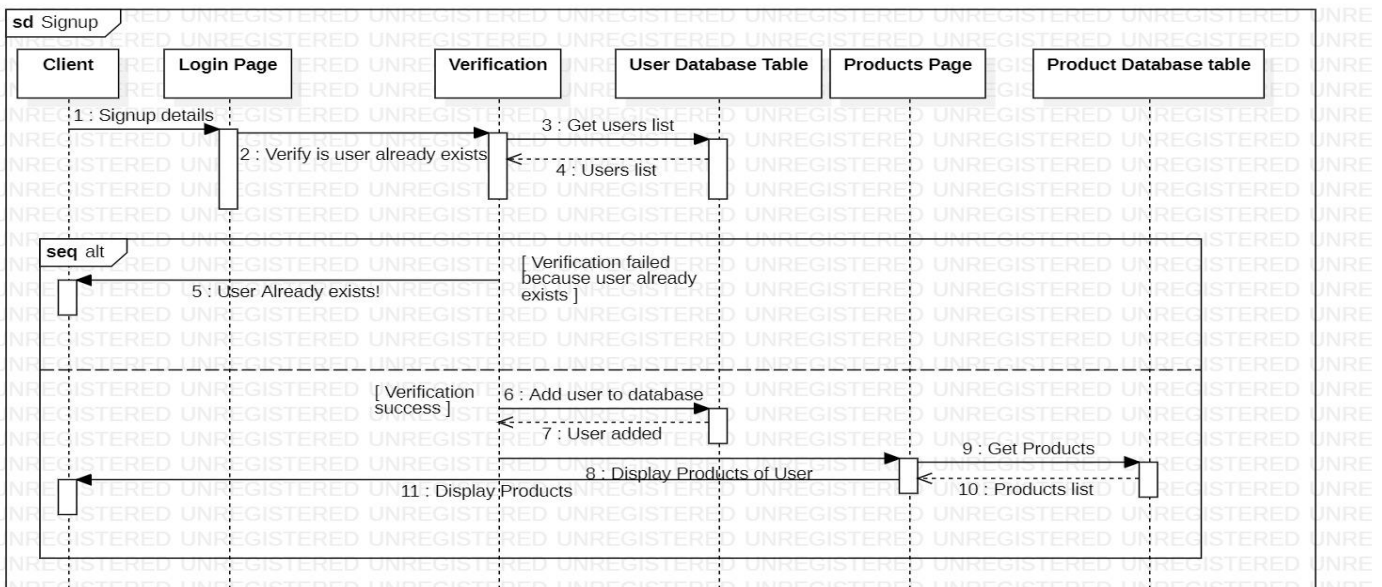 sd Signup
Client
Login Page
Verification
User Database Table
Products Page
Product Database table
1 : Signup details
2 : Verify is user already exists
3 : Get users list
4 : Users list
seq alt
[ Verification failed
because user already
exists ]
5 : User Already exists!
[ Verification
success ]
6 : Add user to database
7 : User added
8 : Display Products of User
9 : Get Products
10 : Products list
11 : Display Products
UNREGISTERED